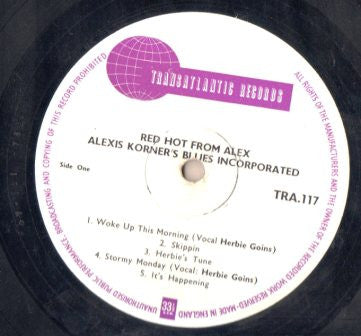 TRANSATLANTIC RECORDS
RED HOT FROM ALEX
ALEXIS KORNER'S BLUES INCORPORATED
Side One
TRA.117
1. Woke Up This Morning (Vocal Herbie Goins)
2. Skippin
3. Herbie's Tune
4. Stormy Monday (Vocal: Herbie Goins)
5. It's Happening
33⅓
ALL RIGHTS OF THE MANUFACTURERS AND THE OWNER OF THE RECORDED WORK RESERVED-MADE IN ENGLAND
UNAUTHORISED PUBLIC PERFORMANCE, BROADCASTING AND COPYING OF THIS RECORD PROHIBITED